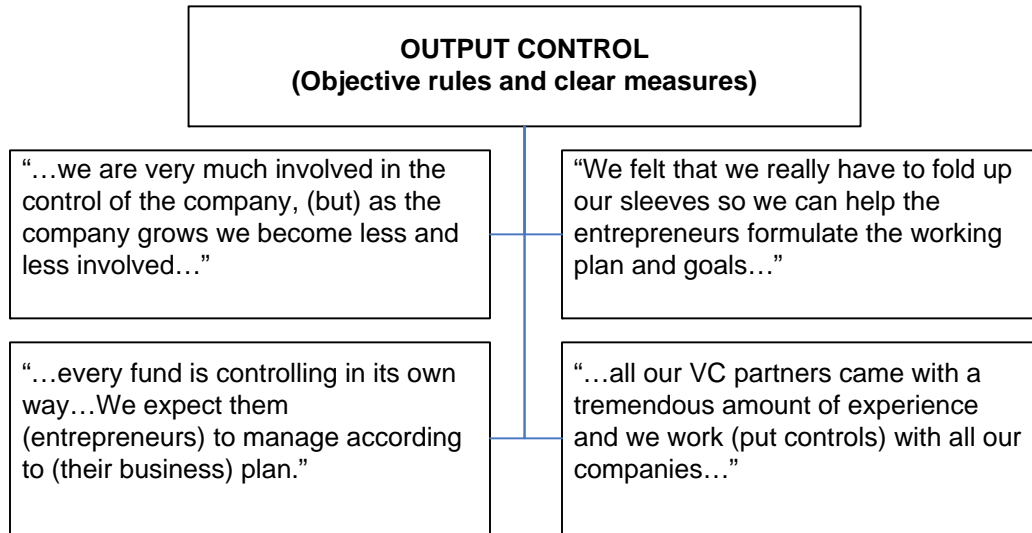 OUTPUT CONTROL
(Objective rules and clear measures)
“…we are very much involved in the
control of the company, (but) as the
company grows we become less and
less involved…”
“We felt that we really have to fold up
our sleeves so we can help the
entrepreneurs formulate the working
plan and goals…”
“…every fund is controlling in its own
way…We expect them
(entrepreneurs) to manage according
to (their business) plan.”
“…all our VC partners came with a
tremendous amount of experience
and we work (put controls) with all our
companies…”